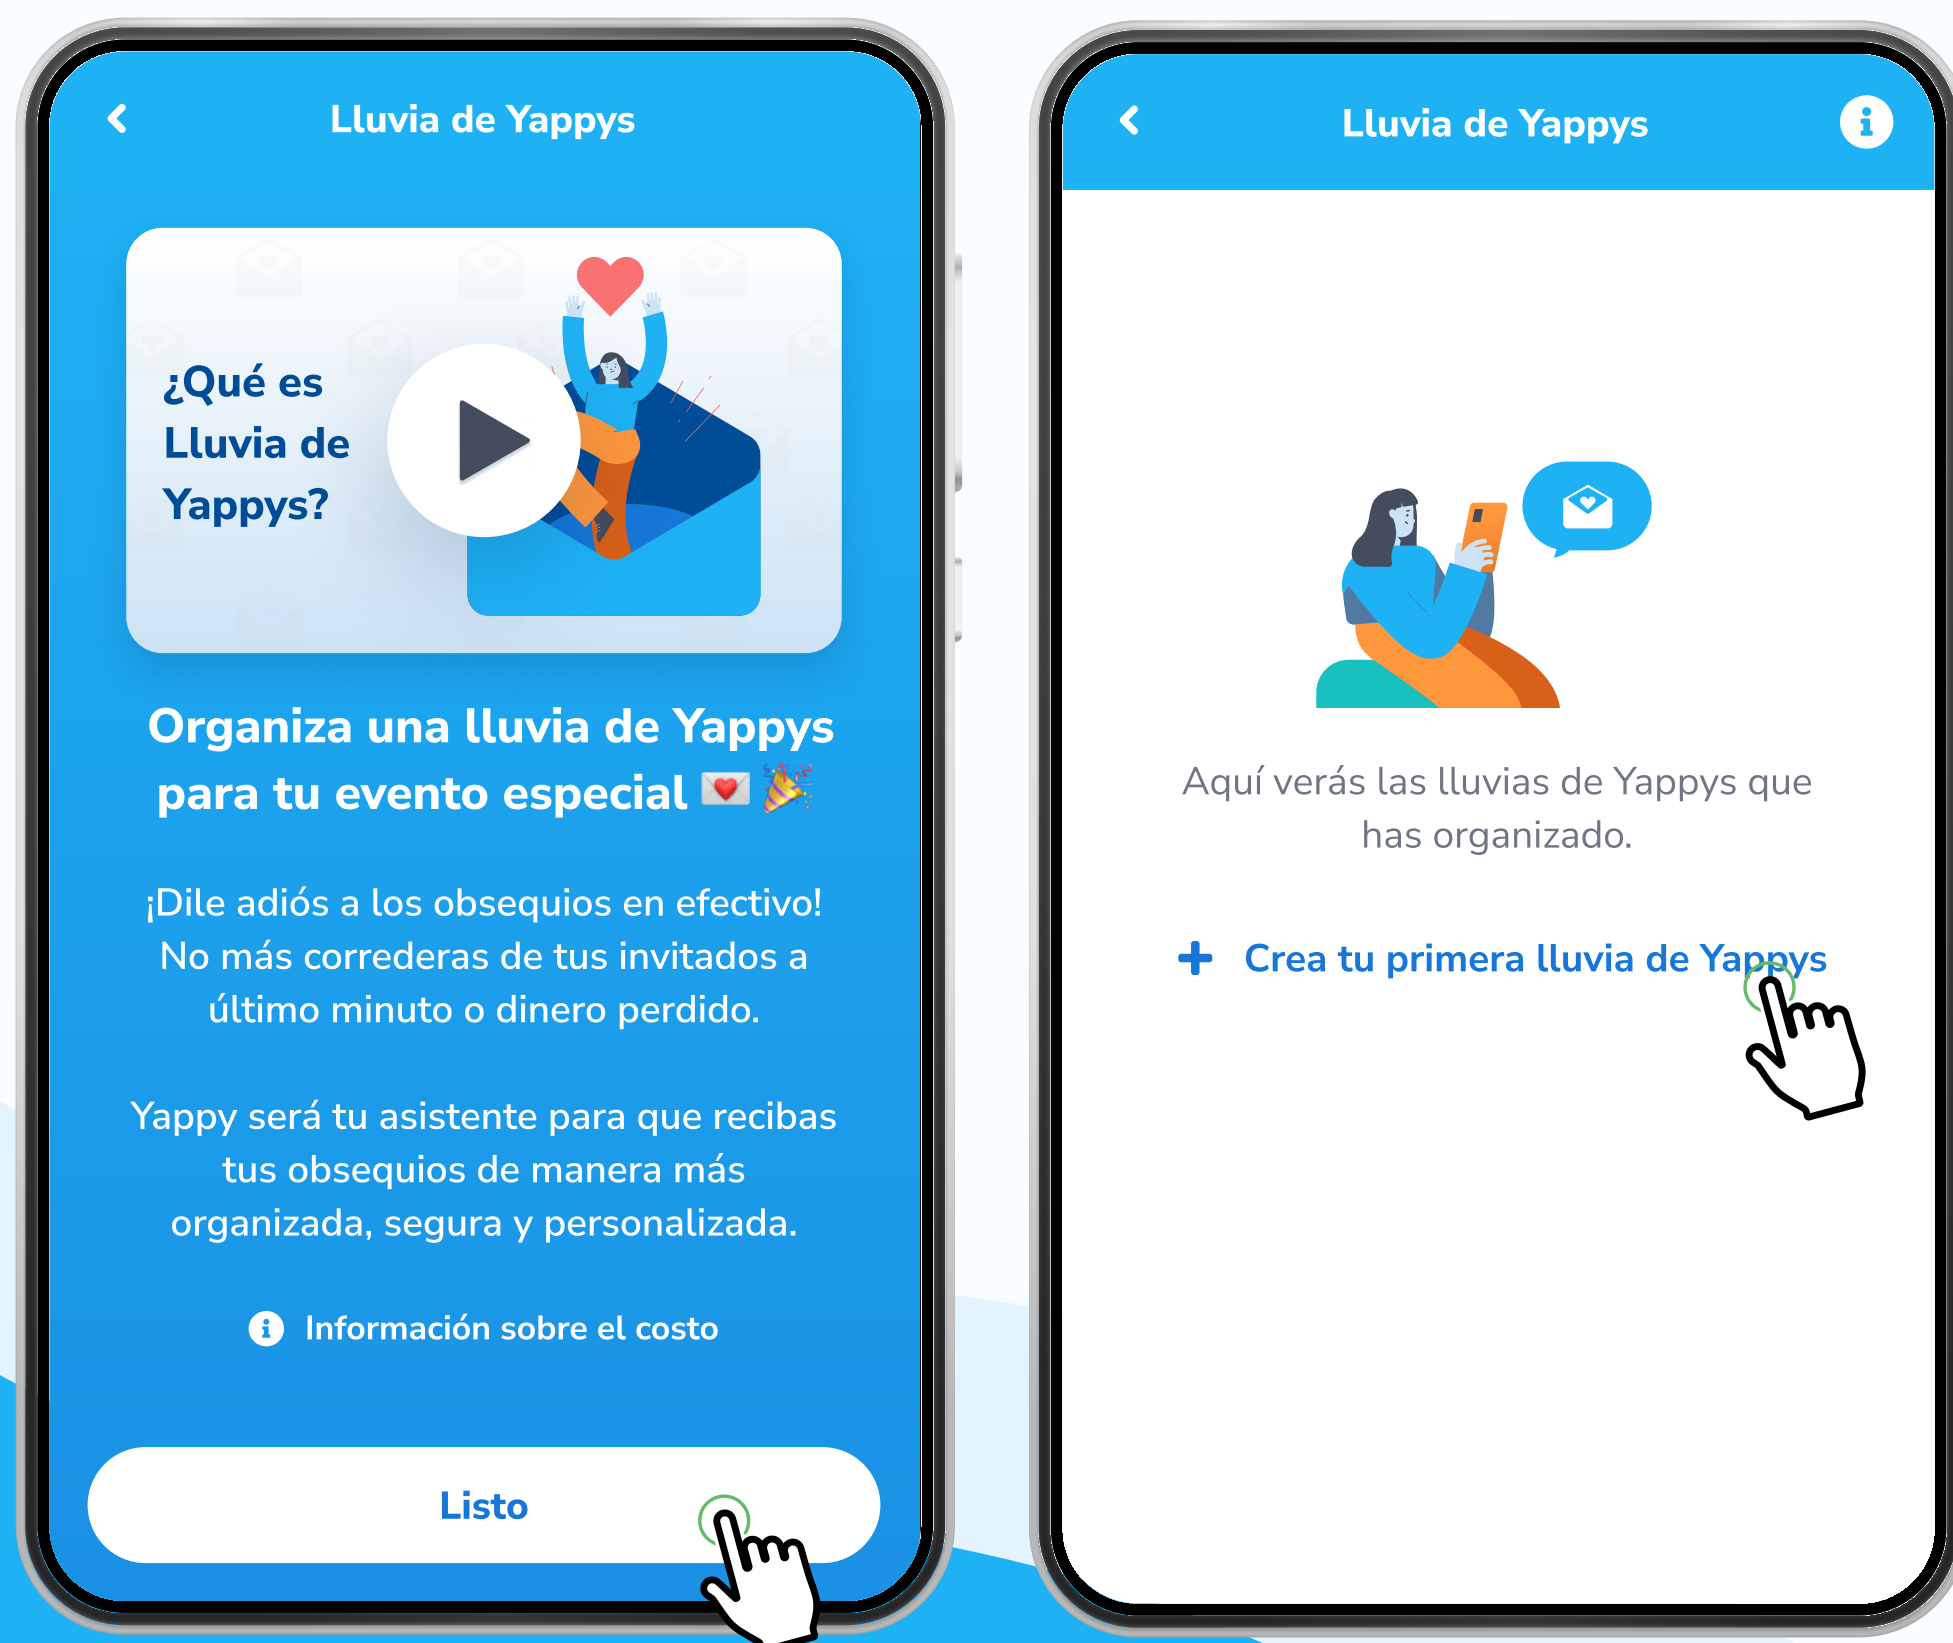 Lluvia de Yappys
¿Qué es
Lluvia de
Yappys?
Organiza una lluvia de Yappys
para tu evento especial 💌 🎉
¡Dile adiós a los obsequios en efectivo!
No más correderas de tus invitados a
último minuto o dinero perdido.
Yappy será tu asistente para que recibas
tus obsequios de manera más
organizada, segura y personalizada.
Información sobre el costo
Listo
Lluvia de Yappys
Aquí verás las lluvias de Yappys que
has organizado.
Crea tu primera lluvia de Yappys